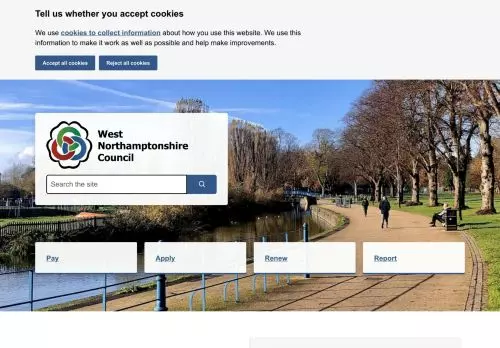 Tell us whether you accept cookies
We use cookies to collect information about how you use this website. We use
this information to make it work as well as possible and help make improvements.
Accept all cookies
Reject all cookies
West
Northamptonshire
Council
Search the site
Pay
Apply
Renew
Report